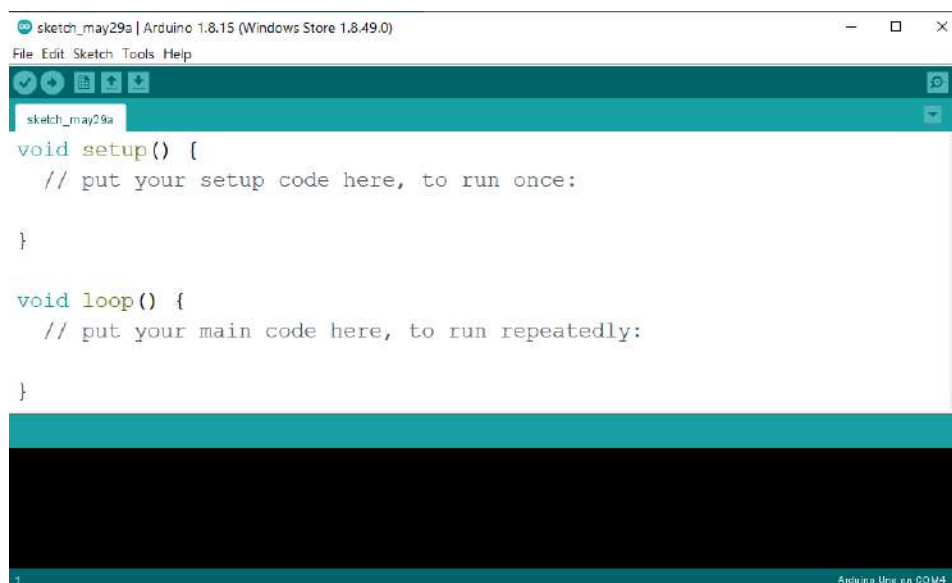 sketch_may29a | Arduino 1.8.15 (Windows Store 1.8.49.0)
File Edit Sketch Tools Help
sketch_may29a
void setup() {
  // put your setup code here, to run once:
}
void loop() {
  // put your main code here, to run repeatedly:
}
1 Arduino Uno on COM4